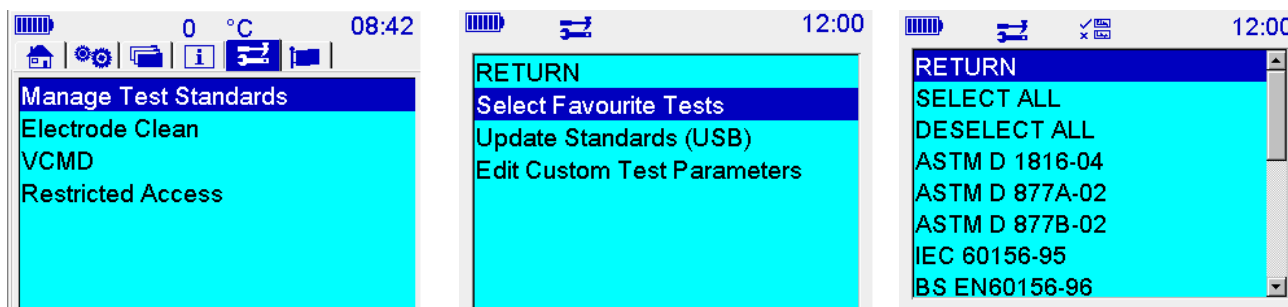 0 °C 08:42
i
Manage Test Standards
Electrode Clean
VCMD
Restricted Access
12:00
RETURN
Select Favourite Tests
Update Standards (USB)
Edit Custom Test Parameters
12:00
RETURN
SELECT ALL
DESELECT ALL
ASTM D 1816-04
ASTM D 877A-02
ASTM D 877B-02
IEC 60156-95
BS EN60156-96